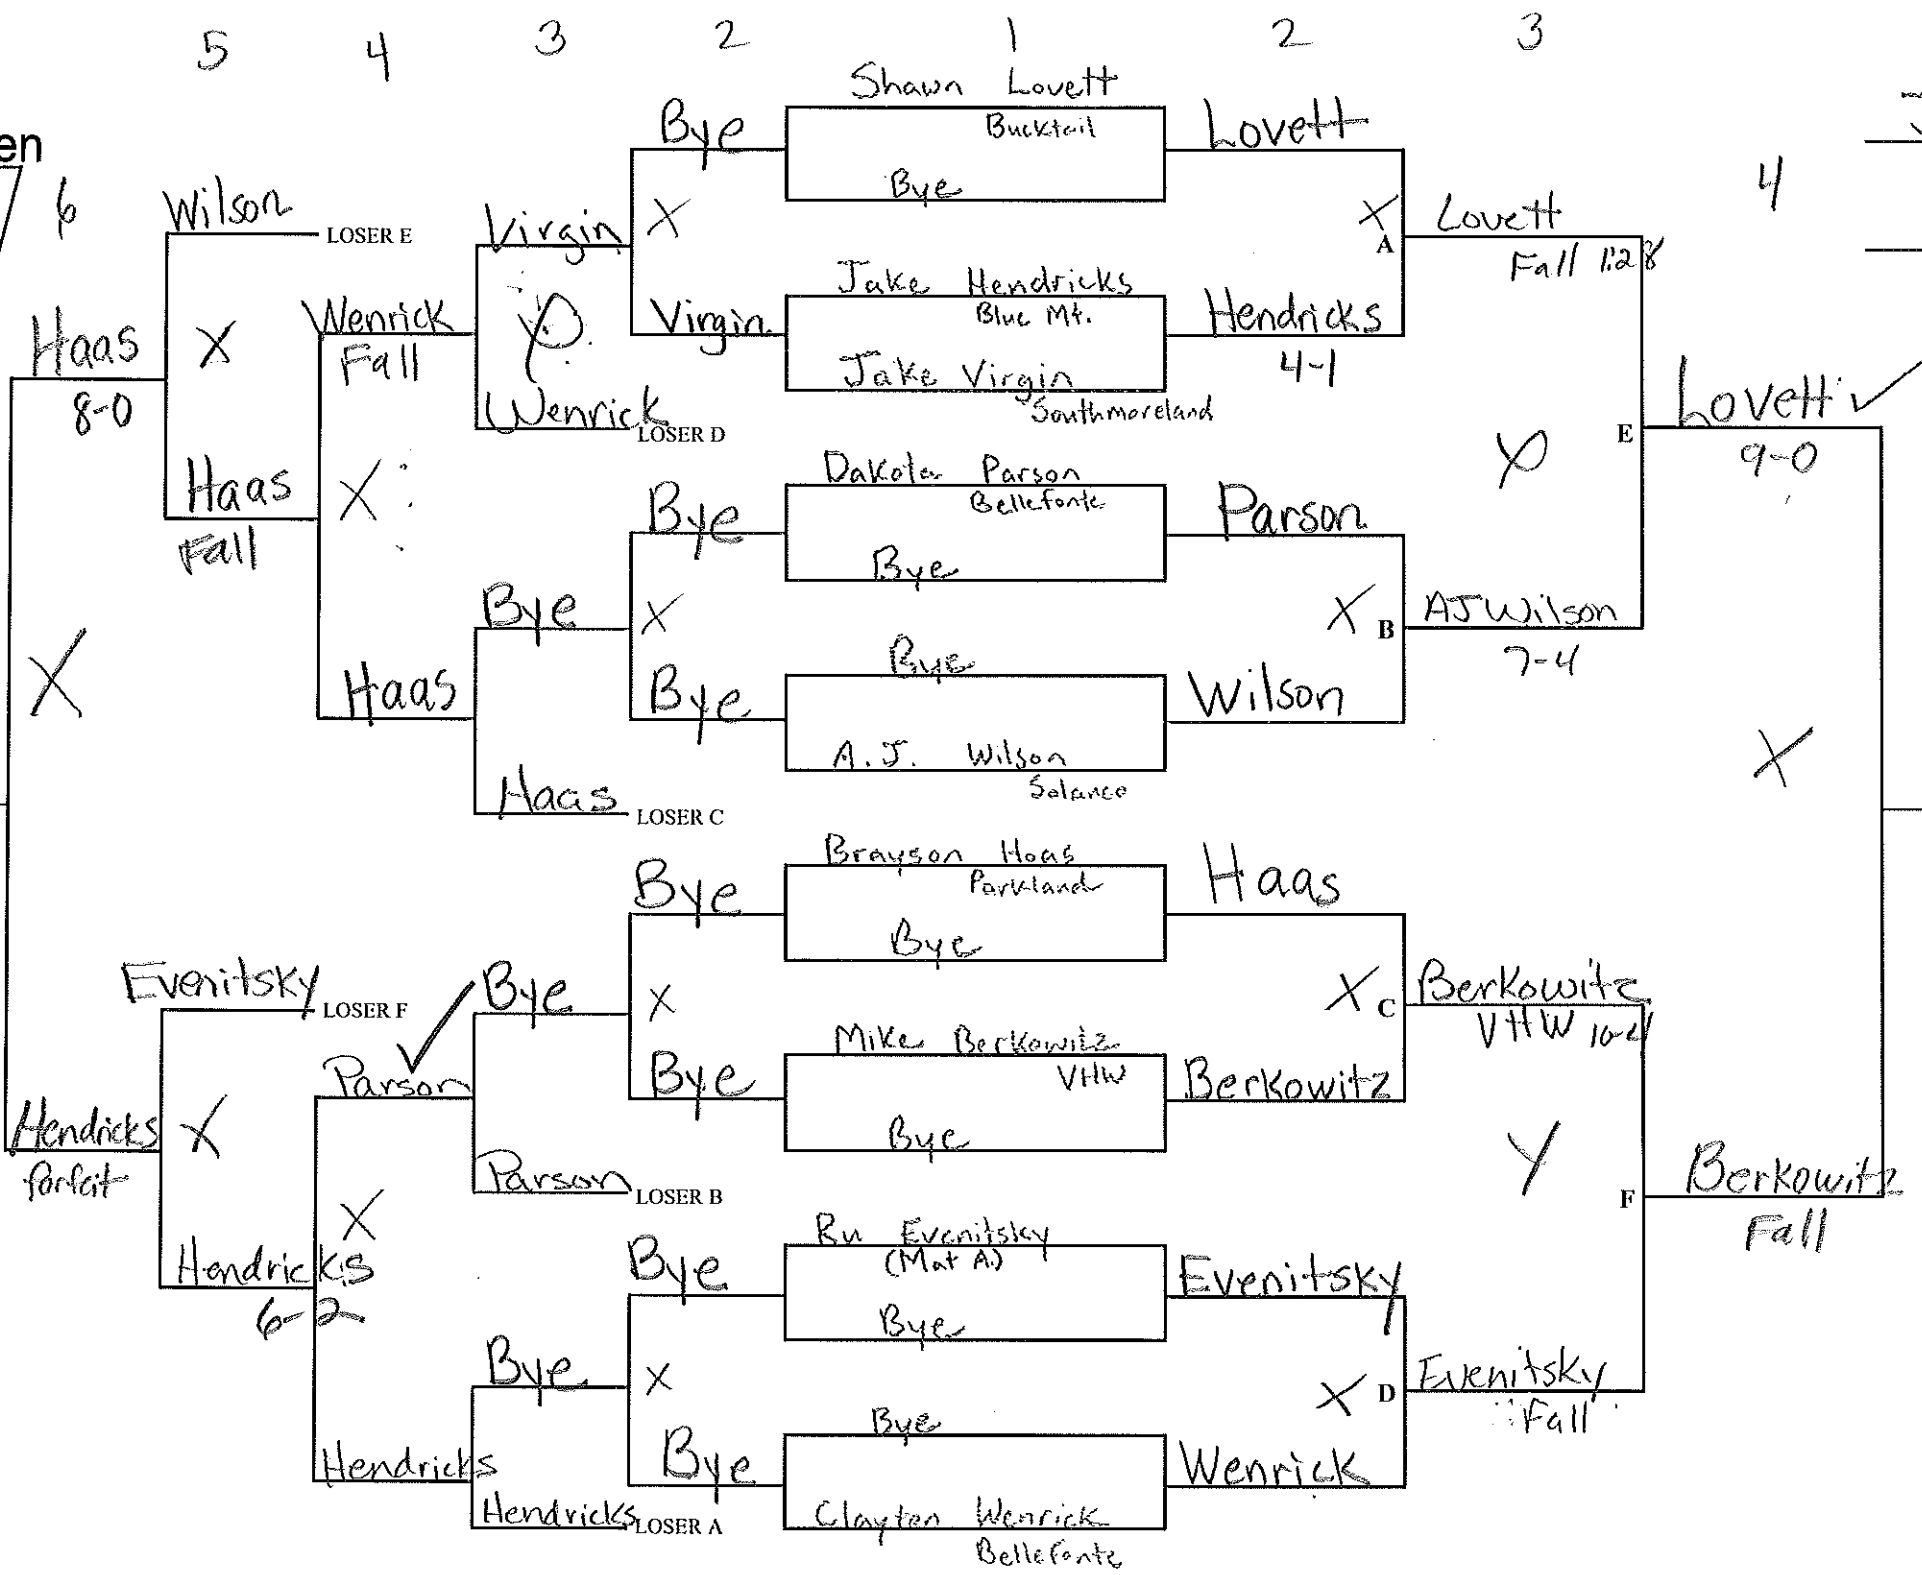 5
4
3
2
1
2
3
en
6
4
Wilson
LOSER E
Haas
8-0
Haas
Fall
X
X
Evenitsky
LOSER F
Hendricks
forfeit
X
Hendricks
6-2
Wenrick
Fall
X
Haas
Parson
X
Hendricks
Virgin
Wenrick
LOSER D
Bye
Haas
LOSER C
Bye
Parson
LOSER B
Bye
Hendricks
LOSER A
Bye
X
Virgin
Bye
X
Bye
Bye
X
Bye
Bye
X
Bye
Shawn Lovett
Bucktail
Bye
Jake Hendricks
Blue Mt.
Jake Virgin
Southmoreland
Dakota Parson
Bellefonte
Bye
Bye
A.J. Wilson
Solanco
Brayson Haas
Parkland
Bye
Mike Berkowitz
VHW
Bye
Evenitsky
(Mat A.)
Bye
Bye
Clayton Wenrick
Bellefonte
Lovett
X
A
Hendricks
4-1
Parson
X
B
Wilson
Haas
X
C
Berkowitz
Evenitsky
X
D
Wenrick
Lovett
Fall 1:28
E
AJ Wilson
7-4
Berkowitz
VHW 10-4
F
Evenitsky
Fall
Lovett
9-0
X
Berkowitz
Fall